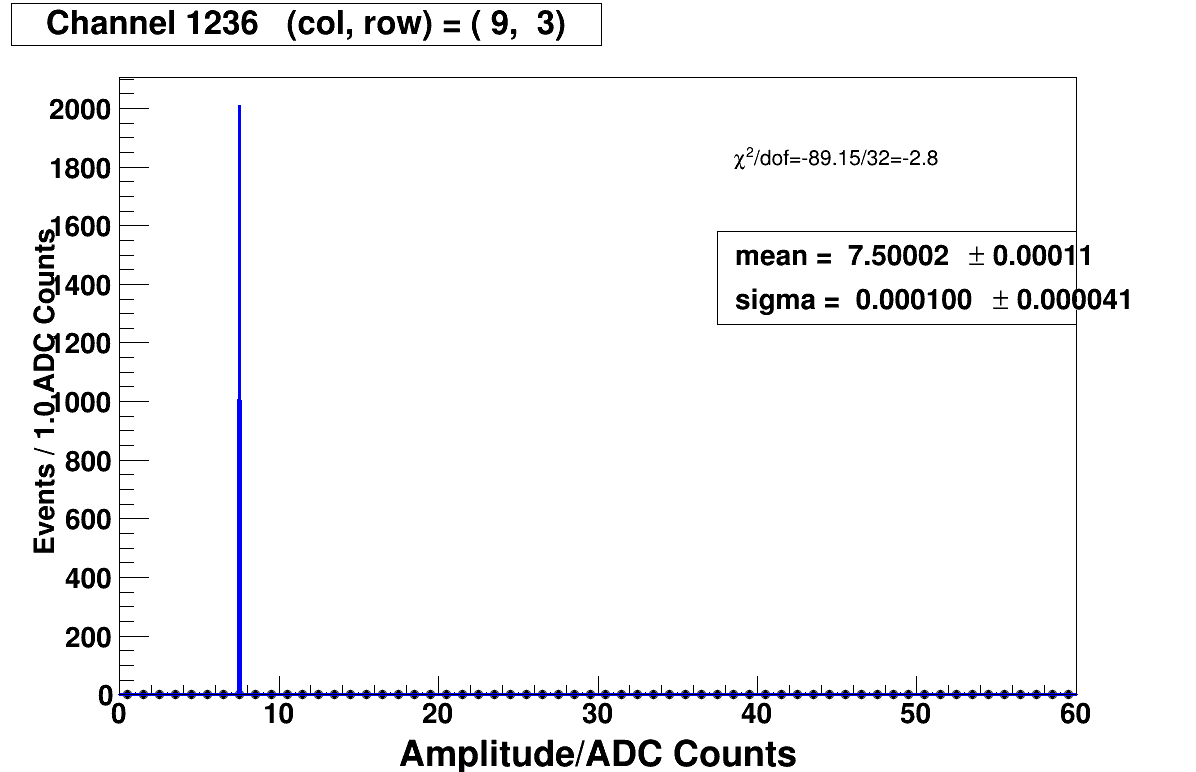 Channel 1236 (col, row) = ( 9, 3)
2000
1800
1600
1400
1200
1000
800
600
400
200
0
Events / 1.0 ADC Counts
χ²/dof=-89.15/32=-2.8
mean = 7.50002 ± 0.00011
sigma = 0.000100 ± 0.000041
0 10 20 30 40 50 60
Amplitude/ADC Counts